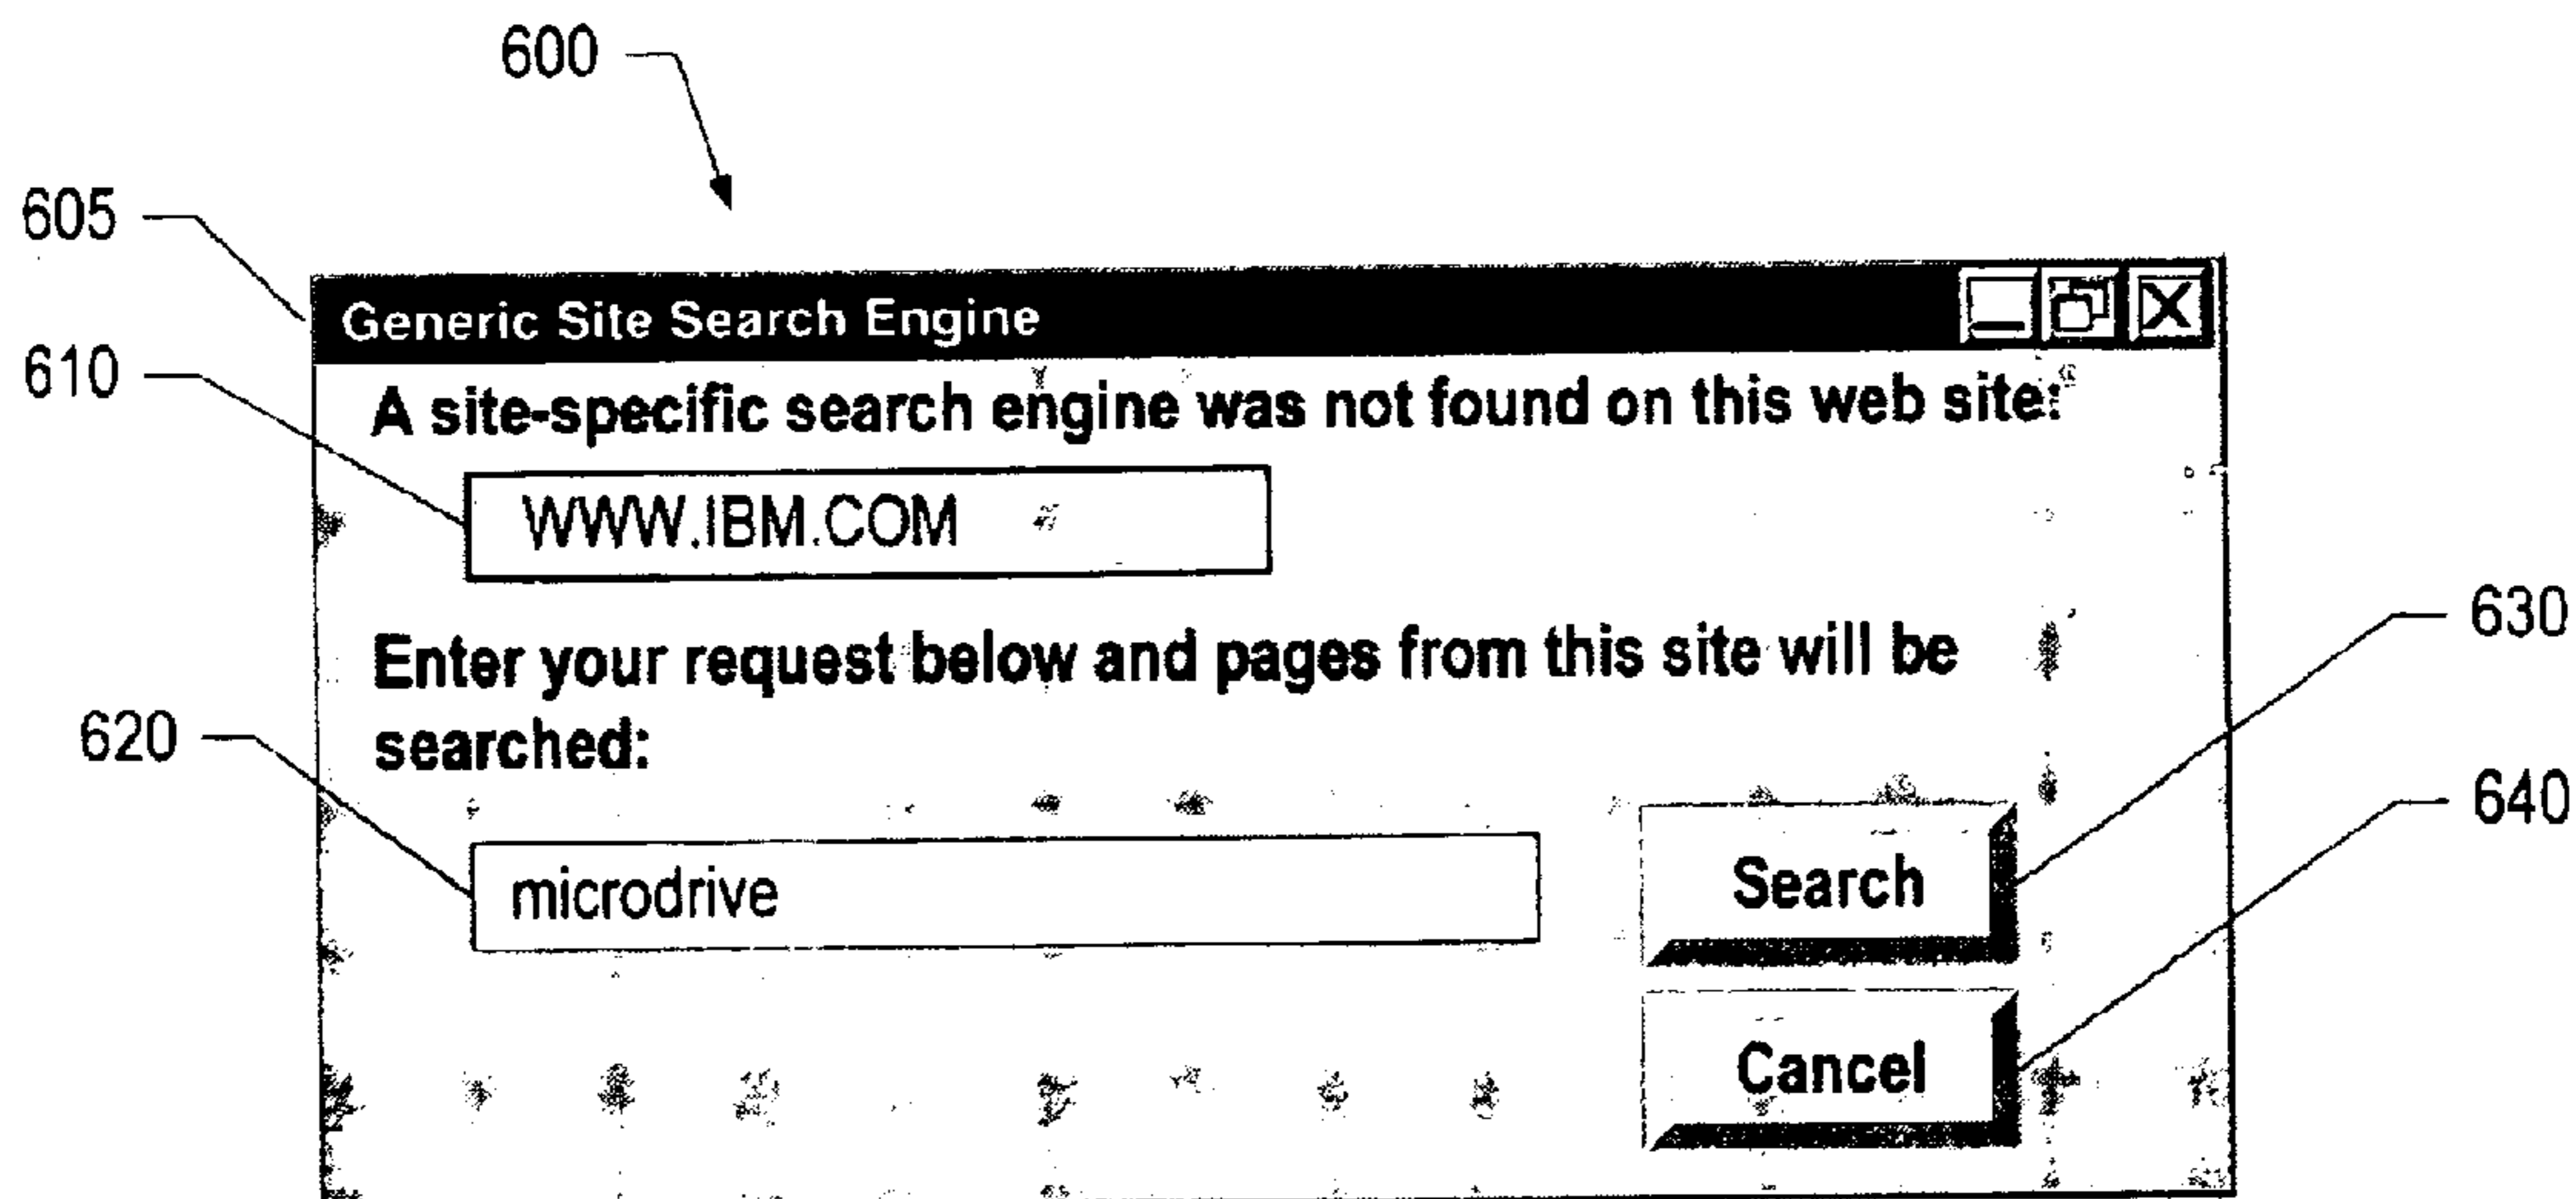 600
605
Generic Site Search Engine
610
A site-specific search engine was not found on this web site:
WWW.IBM.COM
630
Enter your request below and pages from this site will be
searched:
620
640
microdrive
Search
Cancel